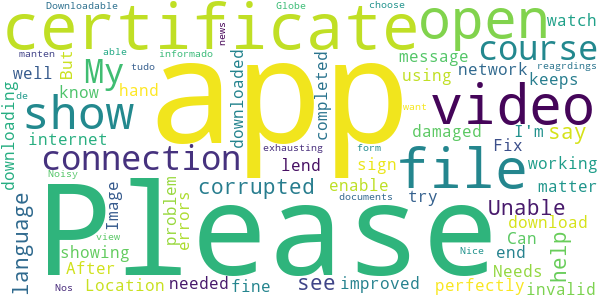 Downloadable
Globe
choose
certificate
open
news
watch
manten
able
informado
But
My
well
message
course
tudo
know
hand
app
downloaded
completed
using
network
reagrdings
de
keeps
downloading
show
video
internet
damaged
I'm
say
connection
exhausting
form
want
Fix
working
lend
sign
file
matter
Noisy
corrupted
documents
enable
try
Unable
language
Image
problem
errors
Please
showing
view
Can
download
help
After
Nice
end
Needs
Location
needed
fine
see
improved
perfectly
invalid
Nos